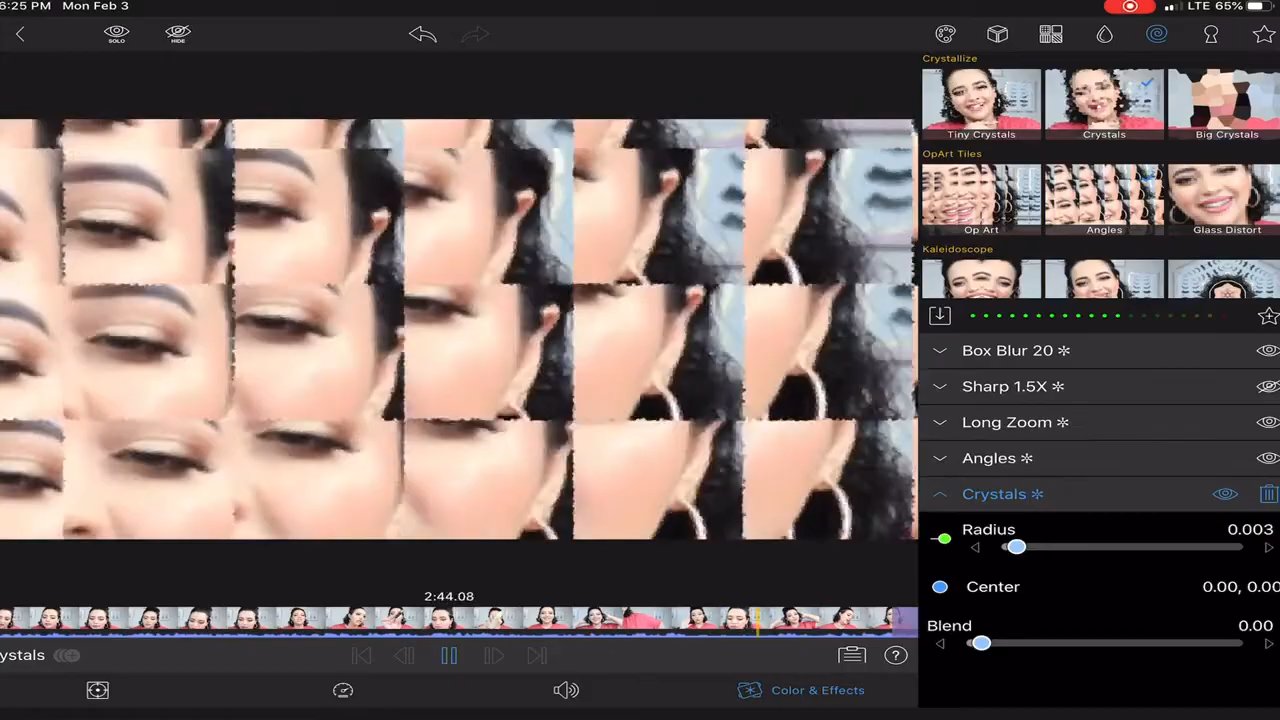 6:25 PM Mon Feb 3
LTE 65%
SOLO
HIDE
Crystallize
Tiny Crystals
Crystals
Big Crystals
OpArt Tiles
Op Art
Angles
Glass Distort
Kaleidoscope
Box Blur 20
Sharp 1.5X
Long Zoom
Angles
Crystals
Radius 0.003
Center 0.00, 0.00
Blend 0.00
2:44.08
ystals
?
Color & Effects